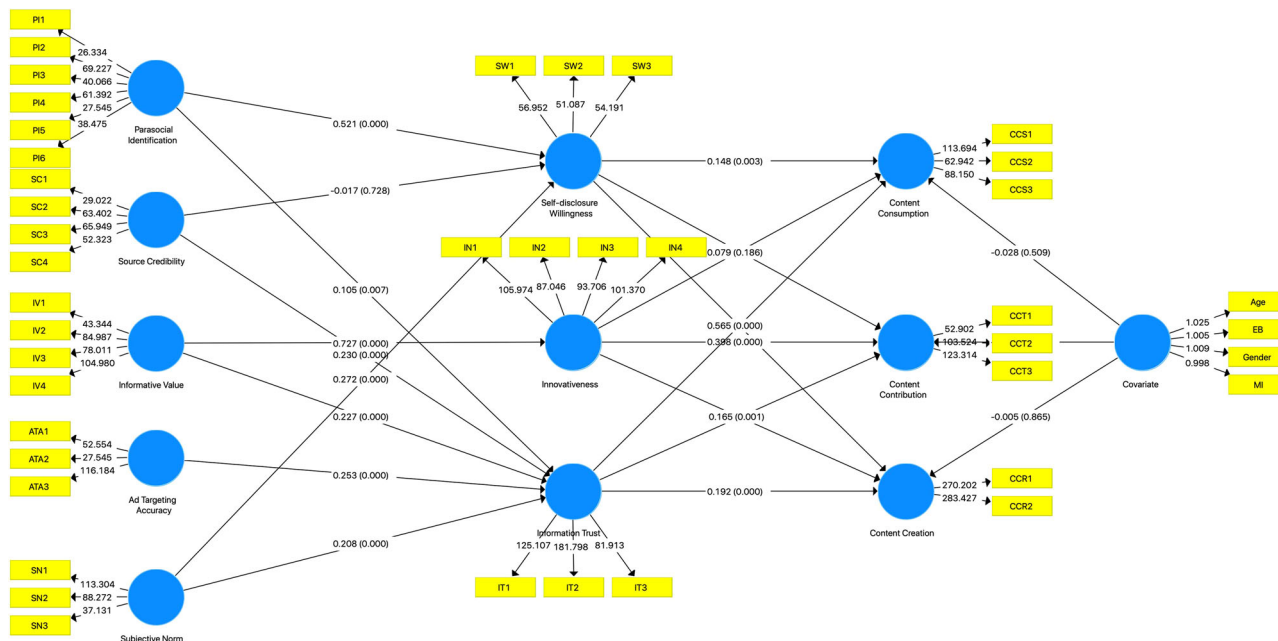 PI1
PI2
PI3
PI4
PI5
PI6
26.334
69.227
40.066
61.392
27.545
38.475
Parasocial
Identification
SC1
SC2
SC3
SC4
29.022
63.402
65.949
52.323
Source Credibility
IV1
IV2
IV3
IV4
43.344
84.987
78.011
104.980
Informative Value
ATA1
ATA2
ATA3
52.554
27.545
116.184
Ad Targeting
Accuracy
SN1
SN2
SN3
113.304
88.272
37.131
Subjective Norm
0.521 (0.000)
-0.017 (0.728)
0.105 (0.007)
0.727 (0.000)
0.230 (0.000)
0.272 (0.000)
0.227 (0.000)
0.253 (0.000)
0.208 (0.000)
SW1
SW2
SW3
56.952
51.087
54.191
Self-disclosure
Willingness
IN1
IN2
IN3
IN4
105.974
87.046
93.706
101.370
Innovativeness
Information Trust
125.107
181.798
81.913
IT1
IT2
IT3
0.148 (0.003)
0.079 (0.186)
0.565 (0.000)
0.398 (0.000)
0.165 (0.001)
0.192 (0.000)
Content
Consumption
113.694
62.942
88.150
CCS1
CCS2
CCS3
Content
Contribution
52.902
103.524
123.314
CCT1
CCT2
CCT3
Content Creation
270.202
283.427
CCR1
CCR2
-0.028 (0.509)
-0.005 (0.865)
Covariate
1.025
1.005
1.009
0.998
Age
EB
Gender
MI